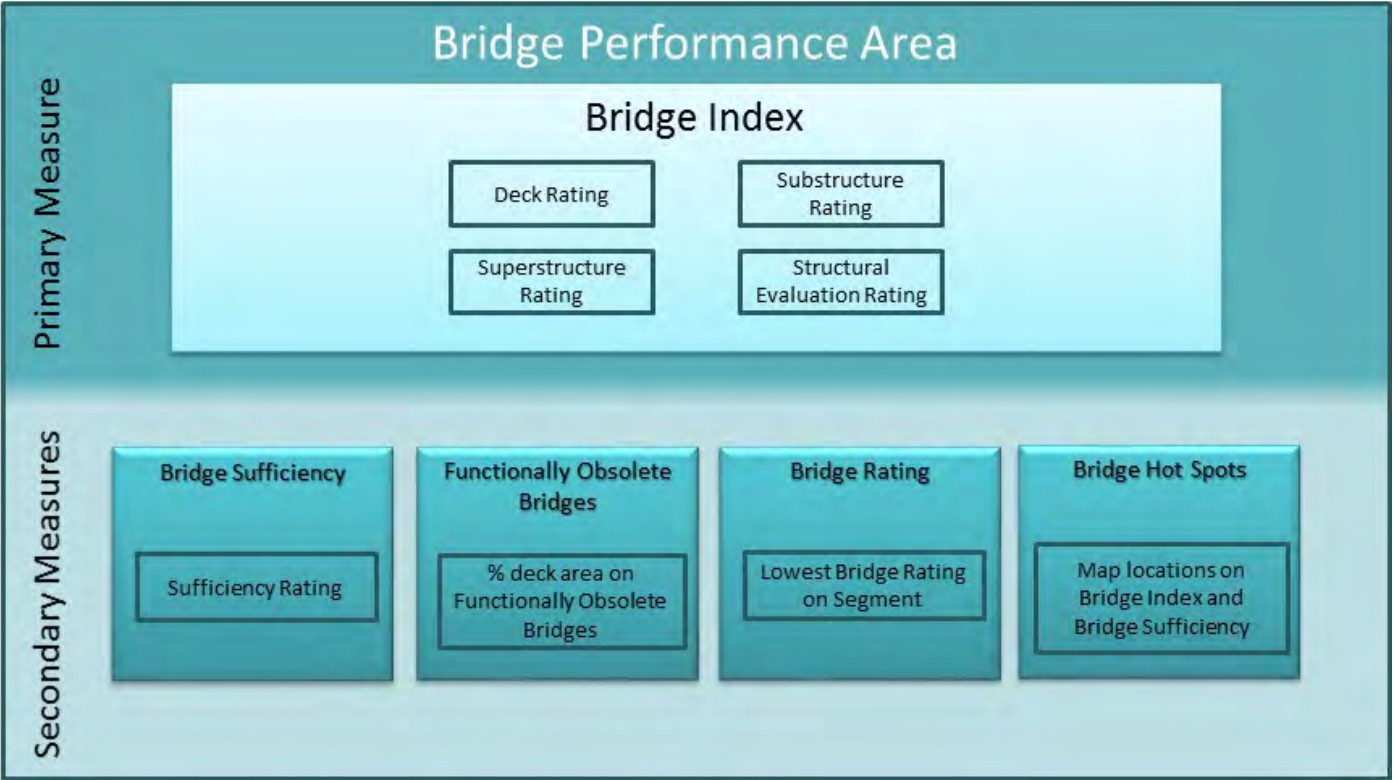 Bridge Performance Area
Primary Measure
Bridge Index
Deck Rating
Substructure
Rating
Superstructure
Rating
Structural
Evaluation Rating
Secondary Measures
Bridge Sufficiency
Sufficiency Rating
Functionally Obsolete
Bridges
% deck area on
Functionally Obsolete
Bridges
Bridge Rating
Lowest Bridge Rating
on Segment
Bridge Hot Spots
Map locations on
Bridge Index and
Bridge Sufficiency